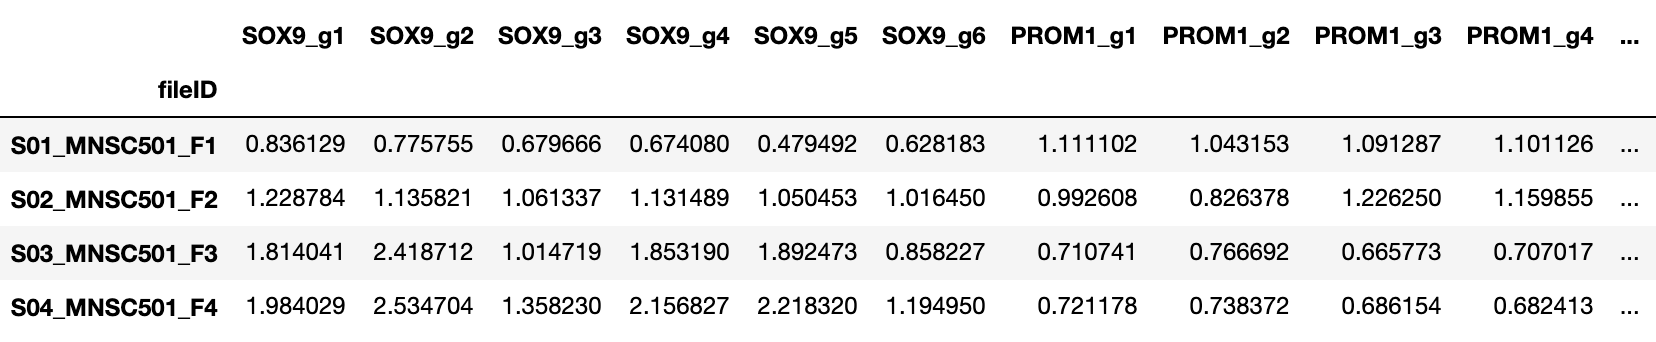 SOX9_g1 SOX9_g2 SOX9_g3 SOX9_g4 SOX9_g5 SOX9_g6 PROM1_g1 PROM1_g2 PROM1_g3 PROM1_g4 ...
fileID
S01_MNSC501_F1 0.836129 0.775755 0.679666 0.674080 0.479492 0.628183 1.111102 1.043153 1.091287 1.101126 ...
S02_MNSC501_F2 1.228784 1.135821 1.061337 1.131489 1.050453 1.016450 0.992608 0.826378 1.226250 1.159855 ...
S03_MNSC501_F3 1.814041 2.418712 1.014719 1.853190 1.892473 0.858227 0.710741 0.766692 0.665773 0.707017 ...
S04_MNSC501_F4 1.984029 2.534704 1.358230 2.156827 2.218320 1.194950 0.721178 0.738372 0.686154 0.682413 ...